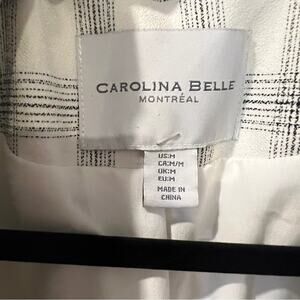 CAROLINA BELLE
MONTRÉAL
US:M
CA:M/M
UK:M
EU:M
MADE IN
CHINA